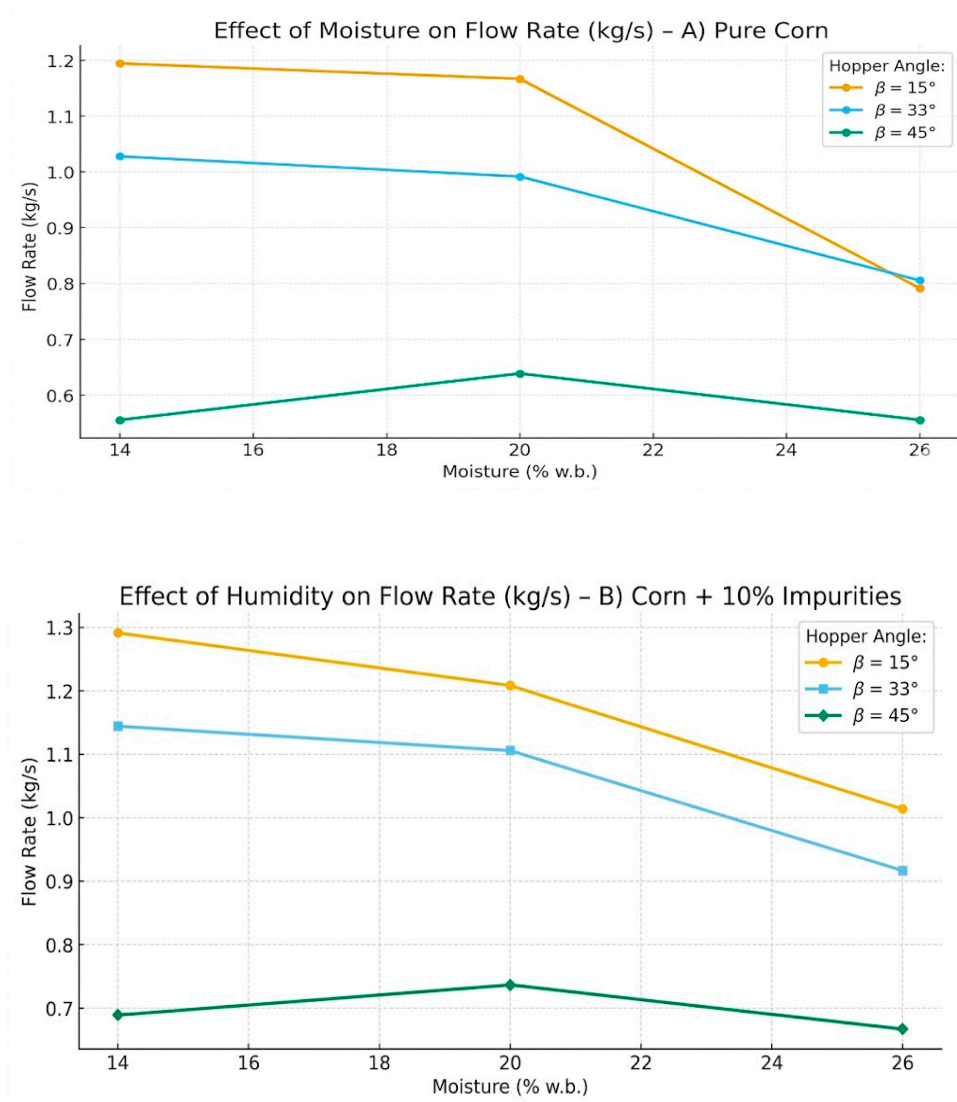 Effect of Moisture on Flow Rate (kg/s) – A) Pure Corn
Hopper Angle:
β = 15°
β = 33°
β = 45°
1.2
1.1
1.0
0.9
0.8
0.7
0.6
Flow Rate (kg/s)
14 16 18 20 22 24 26
Moisture (% w.b.)
Effect of Humidity on Flow Rate (kg/s) – B) Corn + 10% Impurities
Hopper Angle:
β = 15°
β = 33°
β = 45°
1.3
1.2
1.1
1.0
0.9
0.8
0.7
Flow Rate (kg/s)
14 16 18 20 22 24 26
Moisture (% w.b.)